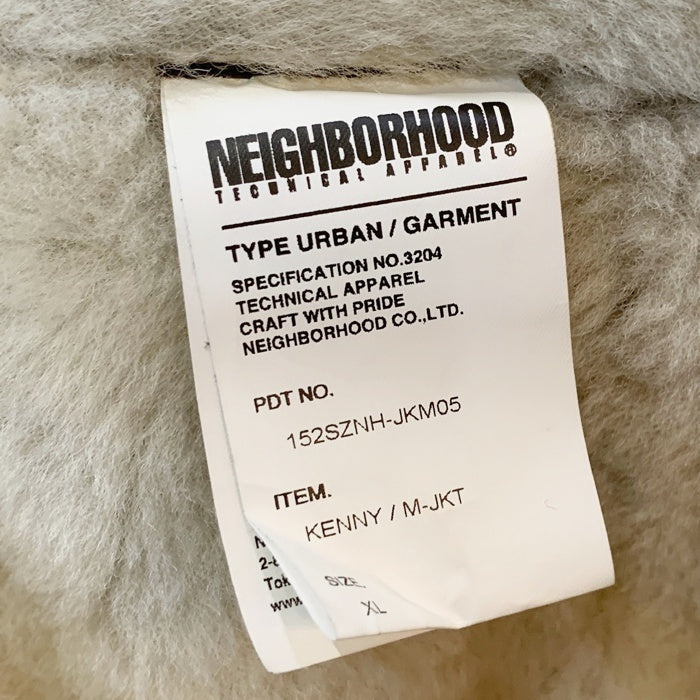 NEIGHBORHOOD
TECHNICAL APPAREL®
TYPE URBAN / GARMENT
SPECIFICATION NO.3204
TECHNICAL APPAREL
CRAFT WITH PRIDE
NEIGHBORHOOD CO.,LTD.
PDT NO.
152SZNH-JKM05
ITEM.
KENNY / M-JKT
SIZE.
XL
www